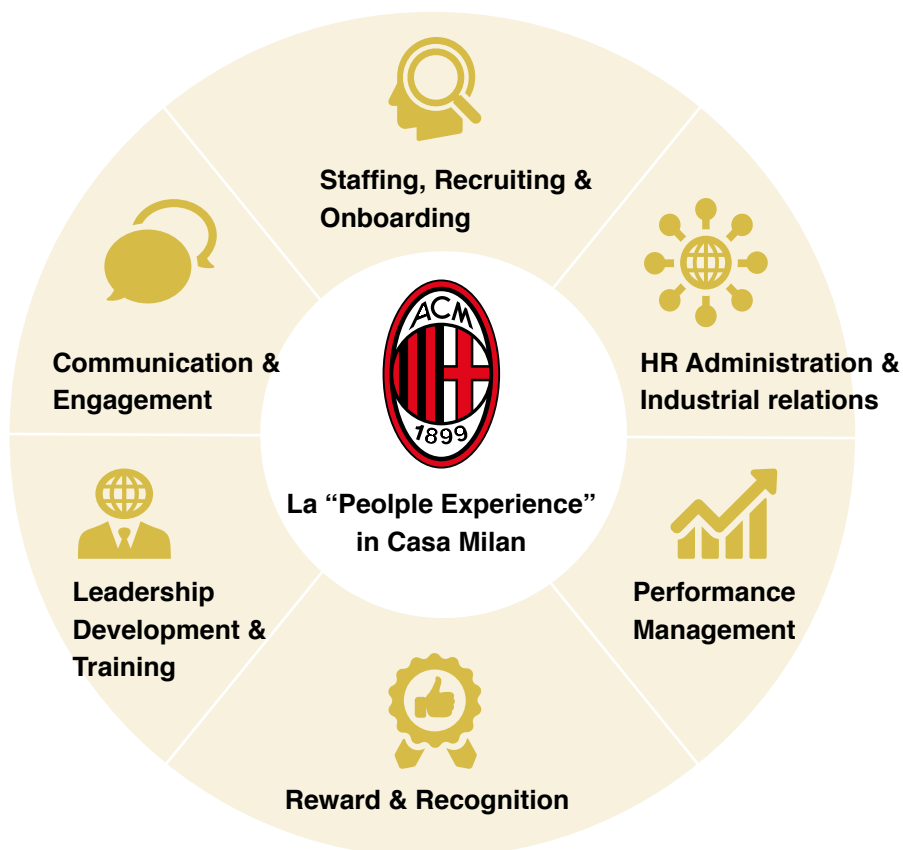 Staffing, Recruiting &
Onboarding
HR Administration &
Industrial relations
Performance
Management
Reward & Recognition
Leadership
Development &
Training
Communication &
Engagement
ACM
1899
La “Peolple Experience”
in Casa Milan